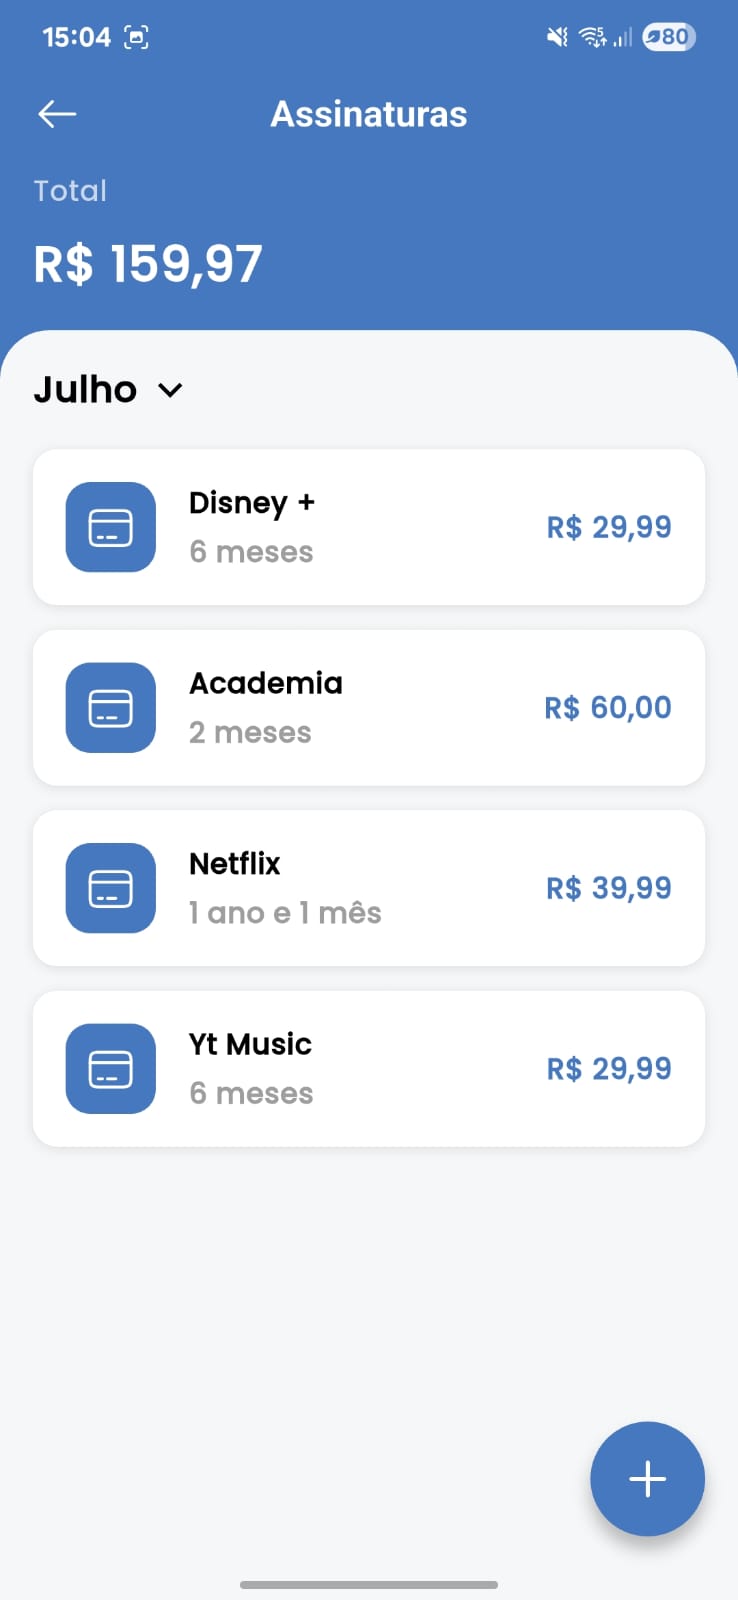 15:04
80
Assinaturas
Total
R$ 159,97
Julho
Disney +
6 meses
R$ 29,99
Academia
2 meses
R$ 60,00
Netflix
1 ano e 1 mês
R$ 39,99
Yt Music
6 meses
R$ 29,99